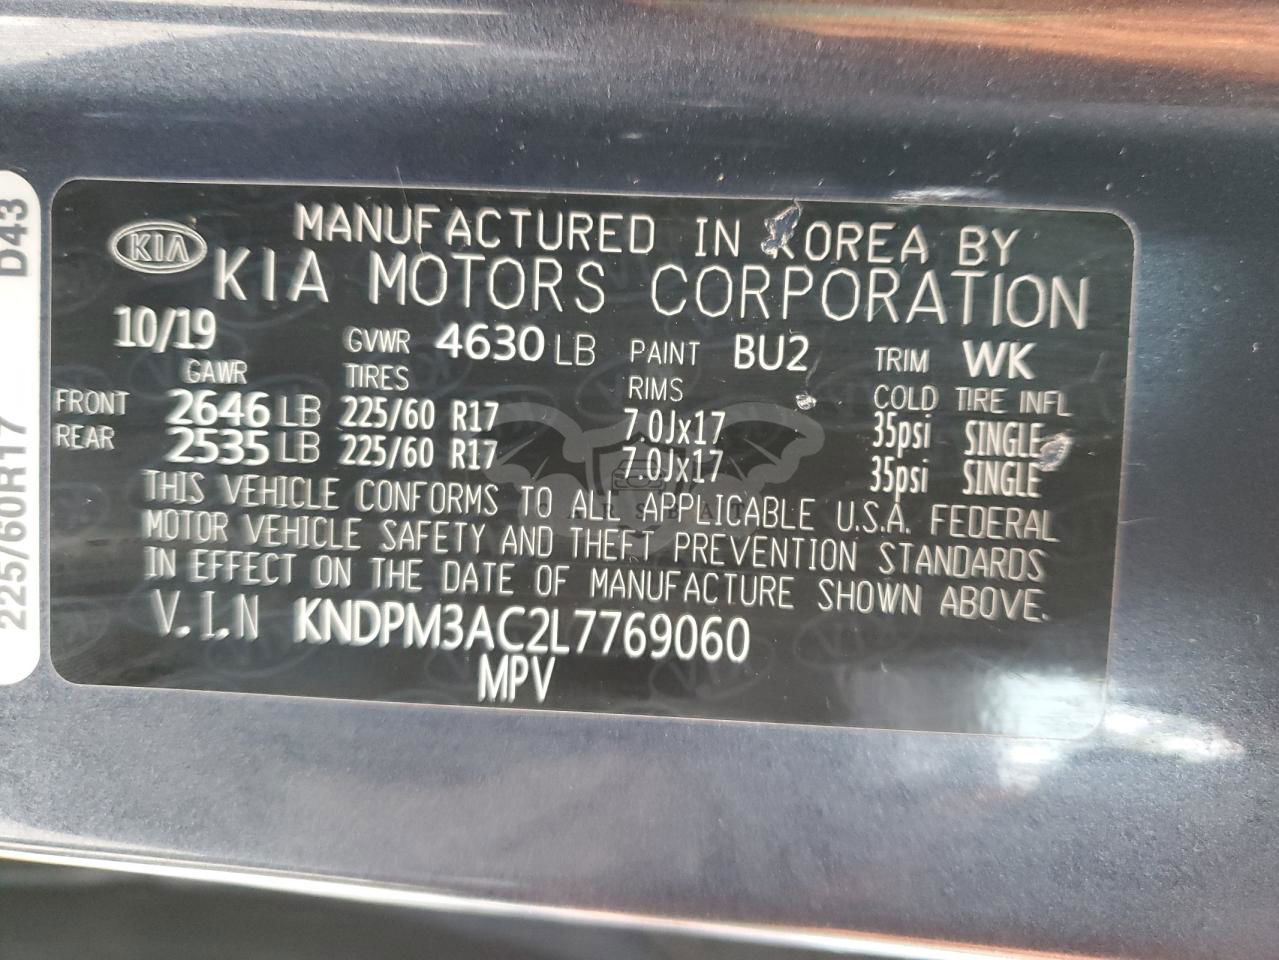 D43
225/60R17
KIA
MANUFACTURED IN KOREA BY
KIA MOTORS CORPORATION
10/19 GVWR 4630 LB PAINT BU2 TRIM WK
GAWR TIRES RIMS COLD TIRE INFL
FRONT 2646 LB 225/60 R17 7.0Jx17 35psi SINGLE
REAR 2535 LB 225/60 R17 7.0Jx17 35psi SINGLE
THIS VEHICLE CONFORMS TO ALL APPLICABLE U.S.A. FEDERAL
MOTOR VEHICLE SAFETY AND THEFT PREVENTION STANDARDS
IN EFFECT ON THE DATE OF MANUFACTURE SHOWN ABOVE.
V.I.N KNDPM3AC2L7769060
MPV
CARSBAT